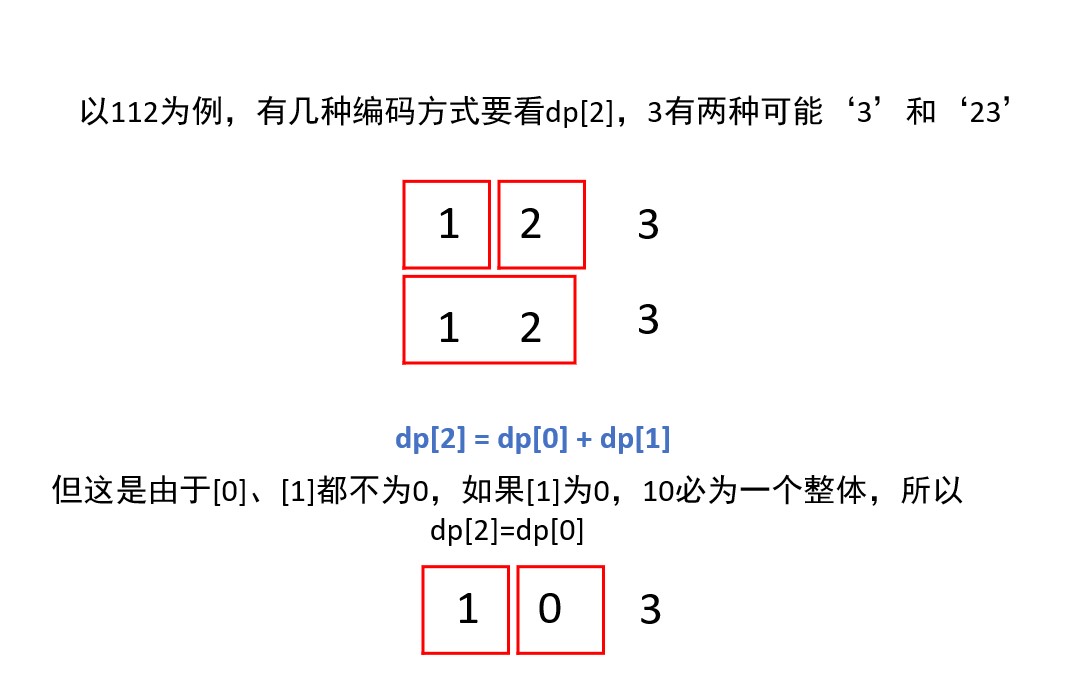 以112为例，有几种编码方式要看dp[2]，3有两种可能‘3’和‘23’
1 2 3
1 2 3
dp[2] = dp[0] + dp[1]
但这是由于[0]、[1]都不为0，如果[1]为0，10必为一个整体，所以
dp[2]=dp[0]
1 0 3